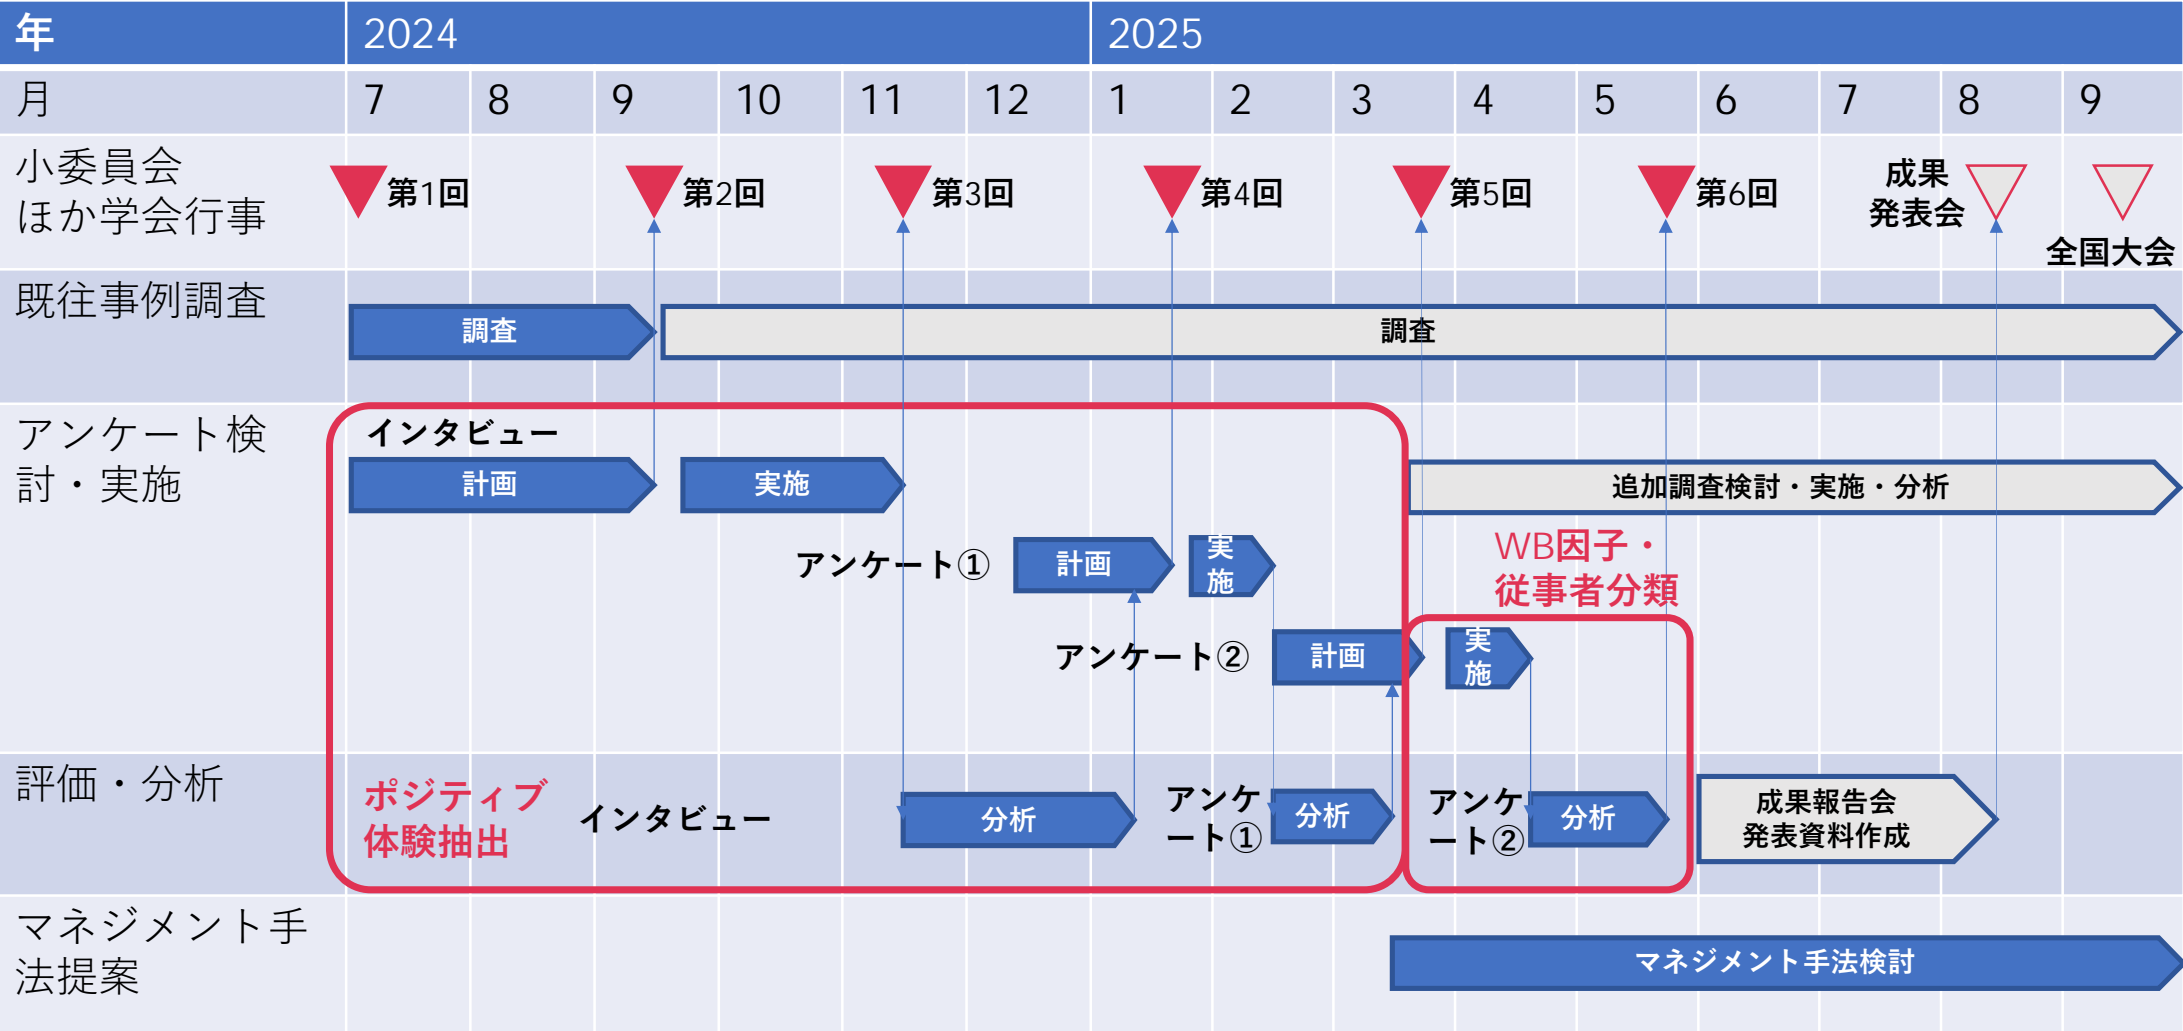 年 2024 2025
月 7 8 9 10 11 12 1 2 3 4 5 6 7 8 9
小委員会
ほか学会行事
第1回 第2回 第3回 第4回 第5回 第6回
成果
発表会
全国大会
既往事例調査
調査 調査
アンケート検
討・実施
インタビュー
計画 実施
追加調査検討・実施・分析
アンケート①
計画
実
施
WB因子・
従事者分類
アンケート②
計画
実
施
評価・分析
ポジティブ
体験抽出
インタビュー
分析
アンケ
ート①
分析
アンケ
ート②
分析
成果報告会
発表資料作成
マネジメント手
法提案
マネジメント手法検討